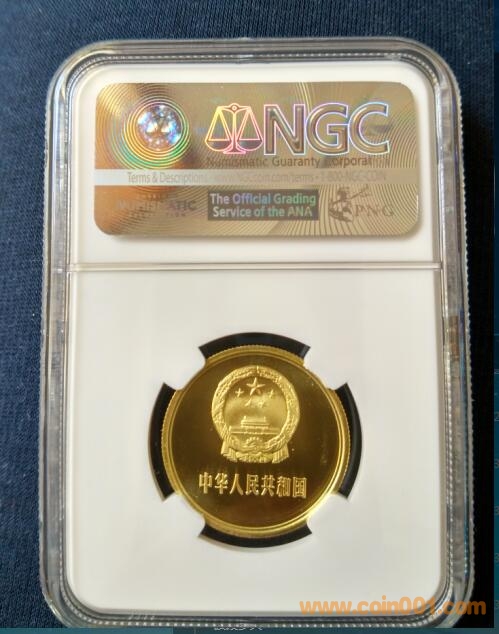 NGC
Numismatic Guaranty Corporation
Terms & Descriptions - www.NGCcoin.com/terms • 1-800-NGC-COIN
The Official Grading
Service of the ANA
PNG
中华人民共和国
www.coin001.com